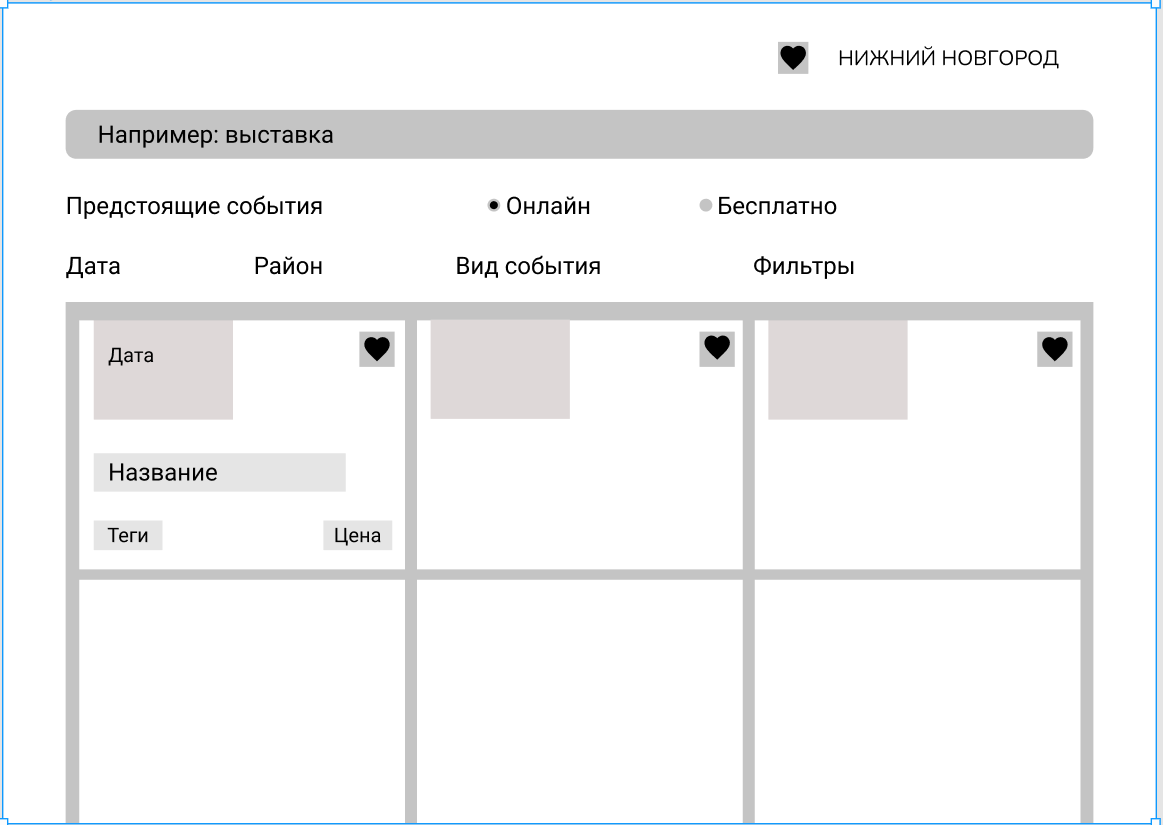 НИЖНИЙ НОВГОРОД
Например: выставка
Предстоящие события
Онлайн
Бесплатно
Дата
Район
Вид события
Фильтры
Дата
Название
Теги
Цена